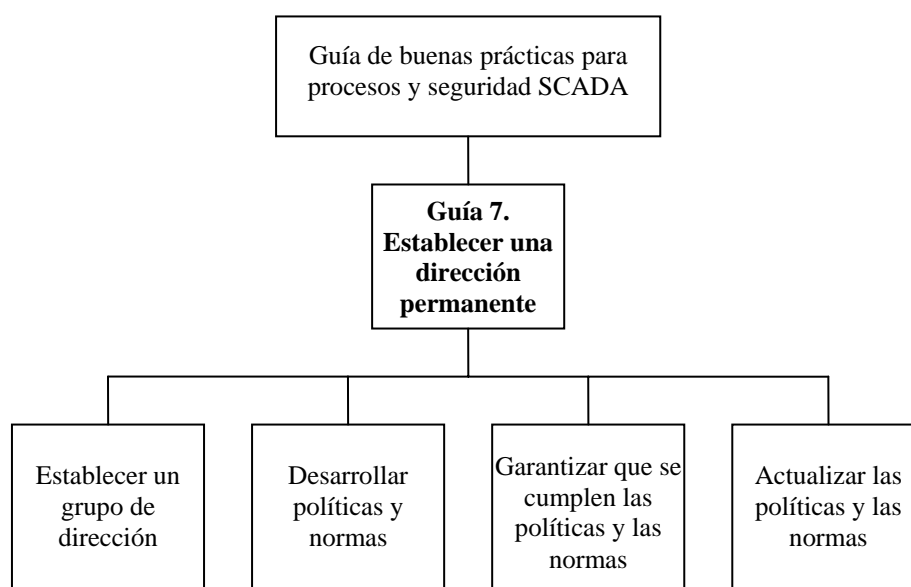 Guía de buenas prácticas para
procesos y seguridad SCADA
Guía 7.
Establecer una
dirección
permanente
Establecer un
grupo de
dirección
Desarrollar
políticas y
normas
Garantizar que se
cumplen las
políticas y las
normas
Actualizar las
políticas y las
normas